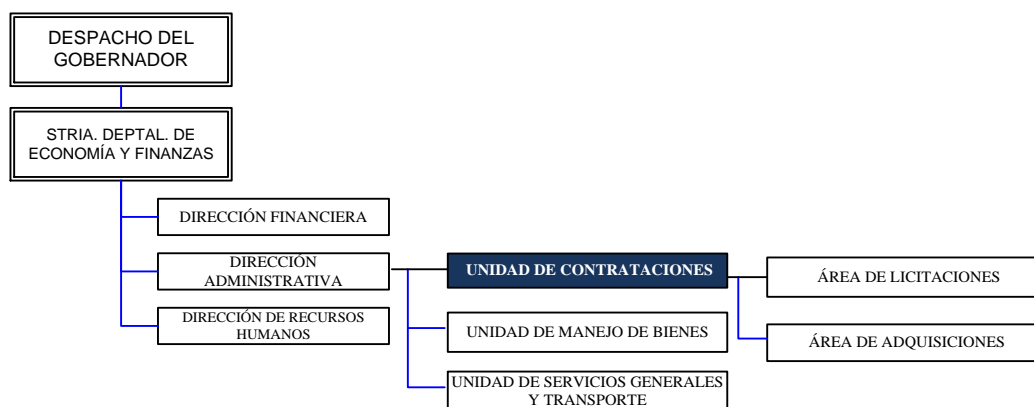 DESPACHO DEL
GOBERNADOR
STRIA. DEPTAL. DE
ECONOMÍA Y FINANZAS
DIRECCIÓN FINANCIERA
DIRECCIÓN
ADMINISTRATIVA
DIRECCIÓN DE RECURSOS
HUMANOS
UNIDAD DE CONTRATACIONES
UNIDAD DE MANEJO DE BIENES
UNIDAD DE SERVICIOS GENERALES
Y TRANSPORTE
ÁREA DE LICITACIONES
ÁREA DE ADQUISICIONES